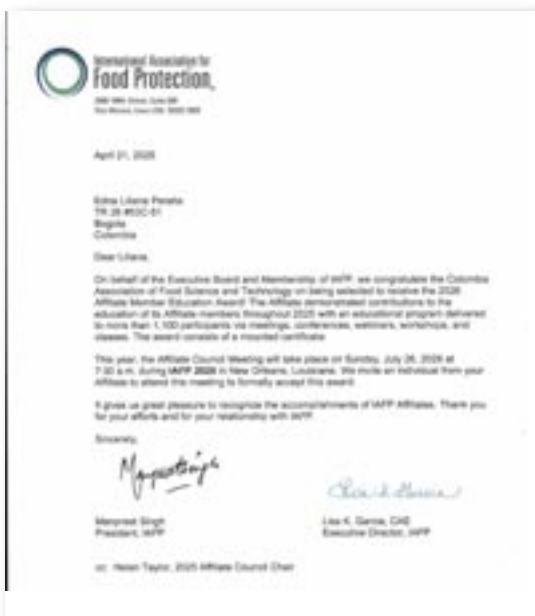 International Association for
Food Protection.
April 21, 2026
Edna Liliana Peralta
Bogota
Colombia
Dear Liliana,
On behalf of the Executive Board and Membership of IAFP, we congratulate the Colombia
Association of Food Science and Technology on being selected to receive the 2026
Affiliate Member Education Award! The Affiliate demonstrated contributions to the
education of its Affiliate members throughout 2025 with an educational program delivered
to more than 1,100 participants via meetings, conferences, webinars, workshops, and
classes. The award consists of a mounted certificate.
This year, the Affiliate Council Meeting will take place on Sunday, July 26, 2026 at
7:30 a.m. during IAFP 2026 in New Orleans, Louisiana. We invite an individual from your
Affiliate to attend this meeting to formally accept this award.
It gives us great pleasure to recognize the accomplishments of IAFP Affiliates. Thank you
for your efforts and for your relationship with IAFP.
Sincerely,
Manpreet Singh
Lisa K. Garcia
Manpreet Singh
President, IAFP
Lisa K. Garcia, CAE
Executive Director, IAFP
cc: Helen Taylor, 2025 Affiliate Council Chair